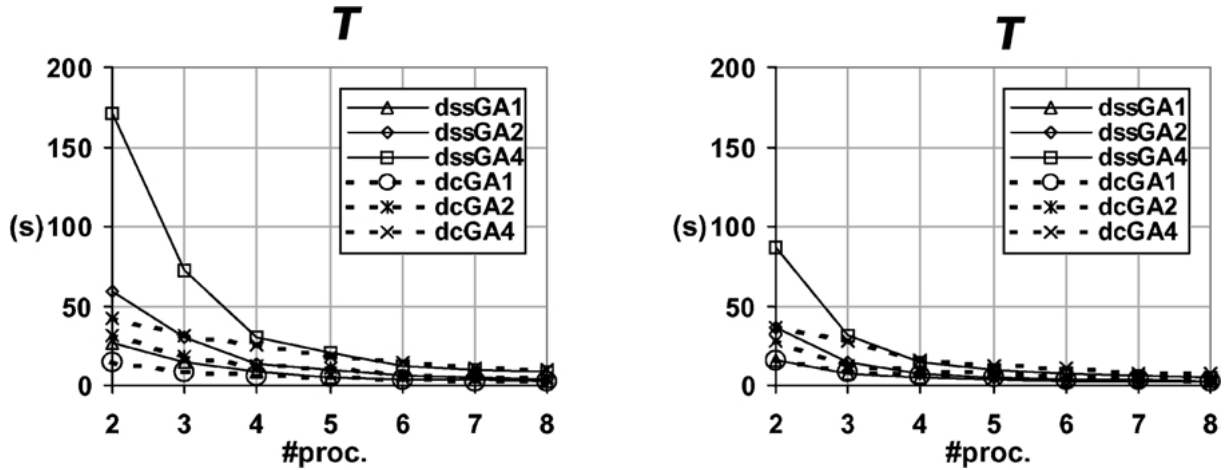 T
200
150
(s) 100
50
0
2 3 4 5 6 7 8
#proc.
dssGA1
dssGA2
dssGA4
dcGA1
dcGA2
dcGA4
T
200
150
(s) 100
50
0
2 3 4 5 6 7 8
#proc.
dssGA1
dssGA2
dssGA4
dcGA1
dcGA2
dcGA4